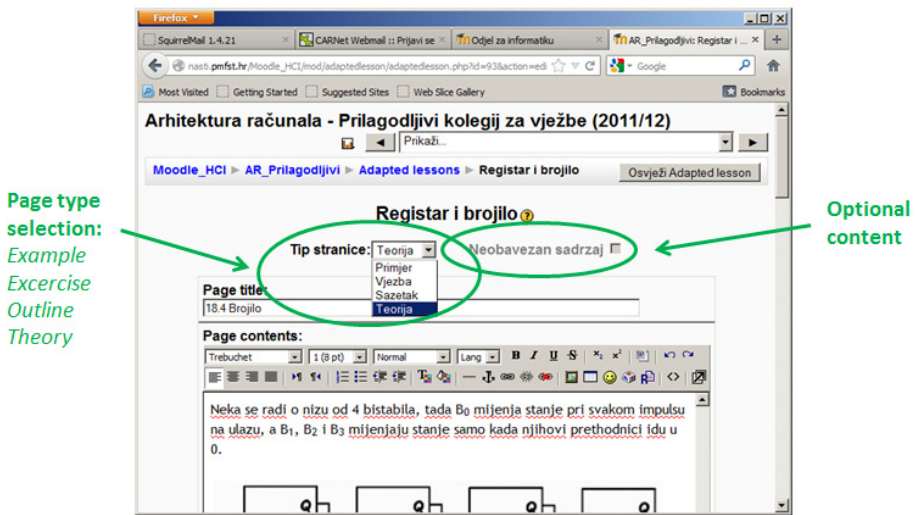 Firefox
SquirrelMail 1.4.21
CARNet Webmail :: Prijavi se
Odjel za informatiku
AR_Prilagodljivi: Registar i ...
nasti.pmfst.hr/Moodle_HCI/mod/adaptedlesson/adaptedlesson.php?id=93&action=edi
Google
Most Visited
Getting Started
Suggested Sites
Web Slice Gallery
Bookmarks
Arhitektura računala - Prilagodljivi kolegij za vježbe (2011/12)
Prikaži...
Moodle_HCI ► AR_Prilagodljivi ► Adapted lessons ► Registar i brojilo
Osvježi Adapted lesson
Registar i brojilo
Page type
selection:
Example
Excercise
Outline
Theory
Optional
content
Tip stranice: Teorija
Neobavezan sadrzaj
Primjer
Vjezba
Sazetak
Teorija
Page title:
18.4 Brojilo
Page contents:
Trebuchet
1 (8 pt)
Normal
Lang
B I U S x₂ x²
Neka se radi o nizu od 4 bistabila, tada B₀ mijenja stanje pri svakom impulsu
na ulazu, a B₁, B₂ i B₃ mijenjaju stanje samo kada njihovi prethodnici idu u
0.
Q
Q
Q
Q